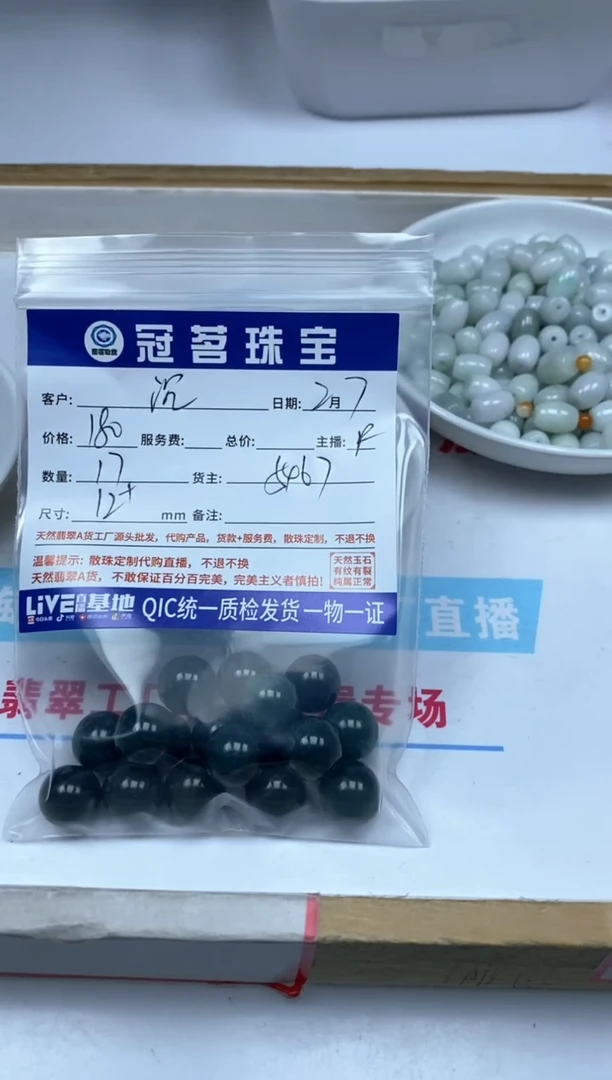 冠茗珠宝
客户: 沉 日期: 2月7
价格: 180 服务费: 总价: 主播:
数量: 17 货主:
尺寸: 12+ mm 备注:
天然翡翠A货工厂源头批发，代购产品，货款+服务费，散珠定制，不退不换
温馨提示: 散珠定制代购直播，不退不换
天然翡翠A货，不敢保证百分百完美，完美主义者慎拍!
天然玉石
有纹有裂
纯属正常
LiVE直播基地 QIC统一质检发货 一物一证
直播
翡翠工 专场